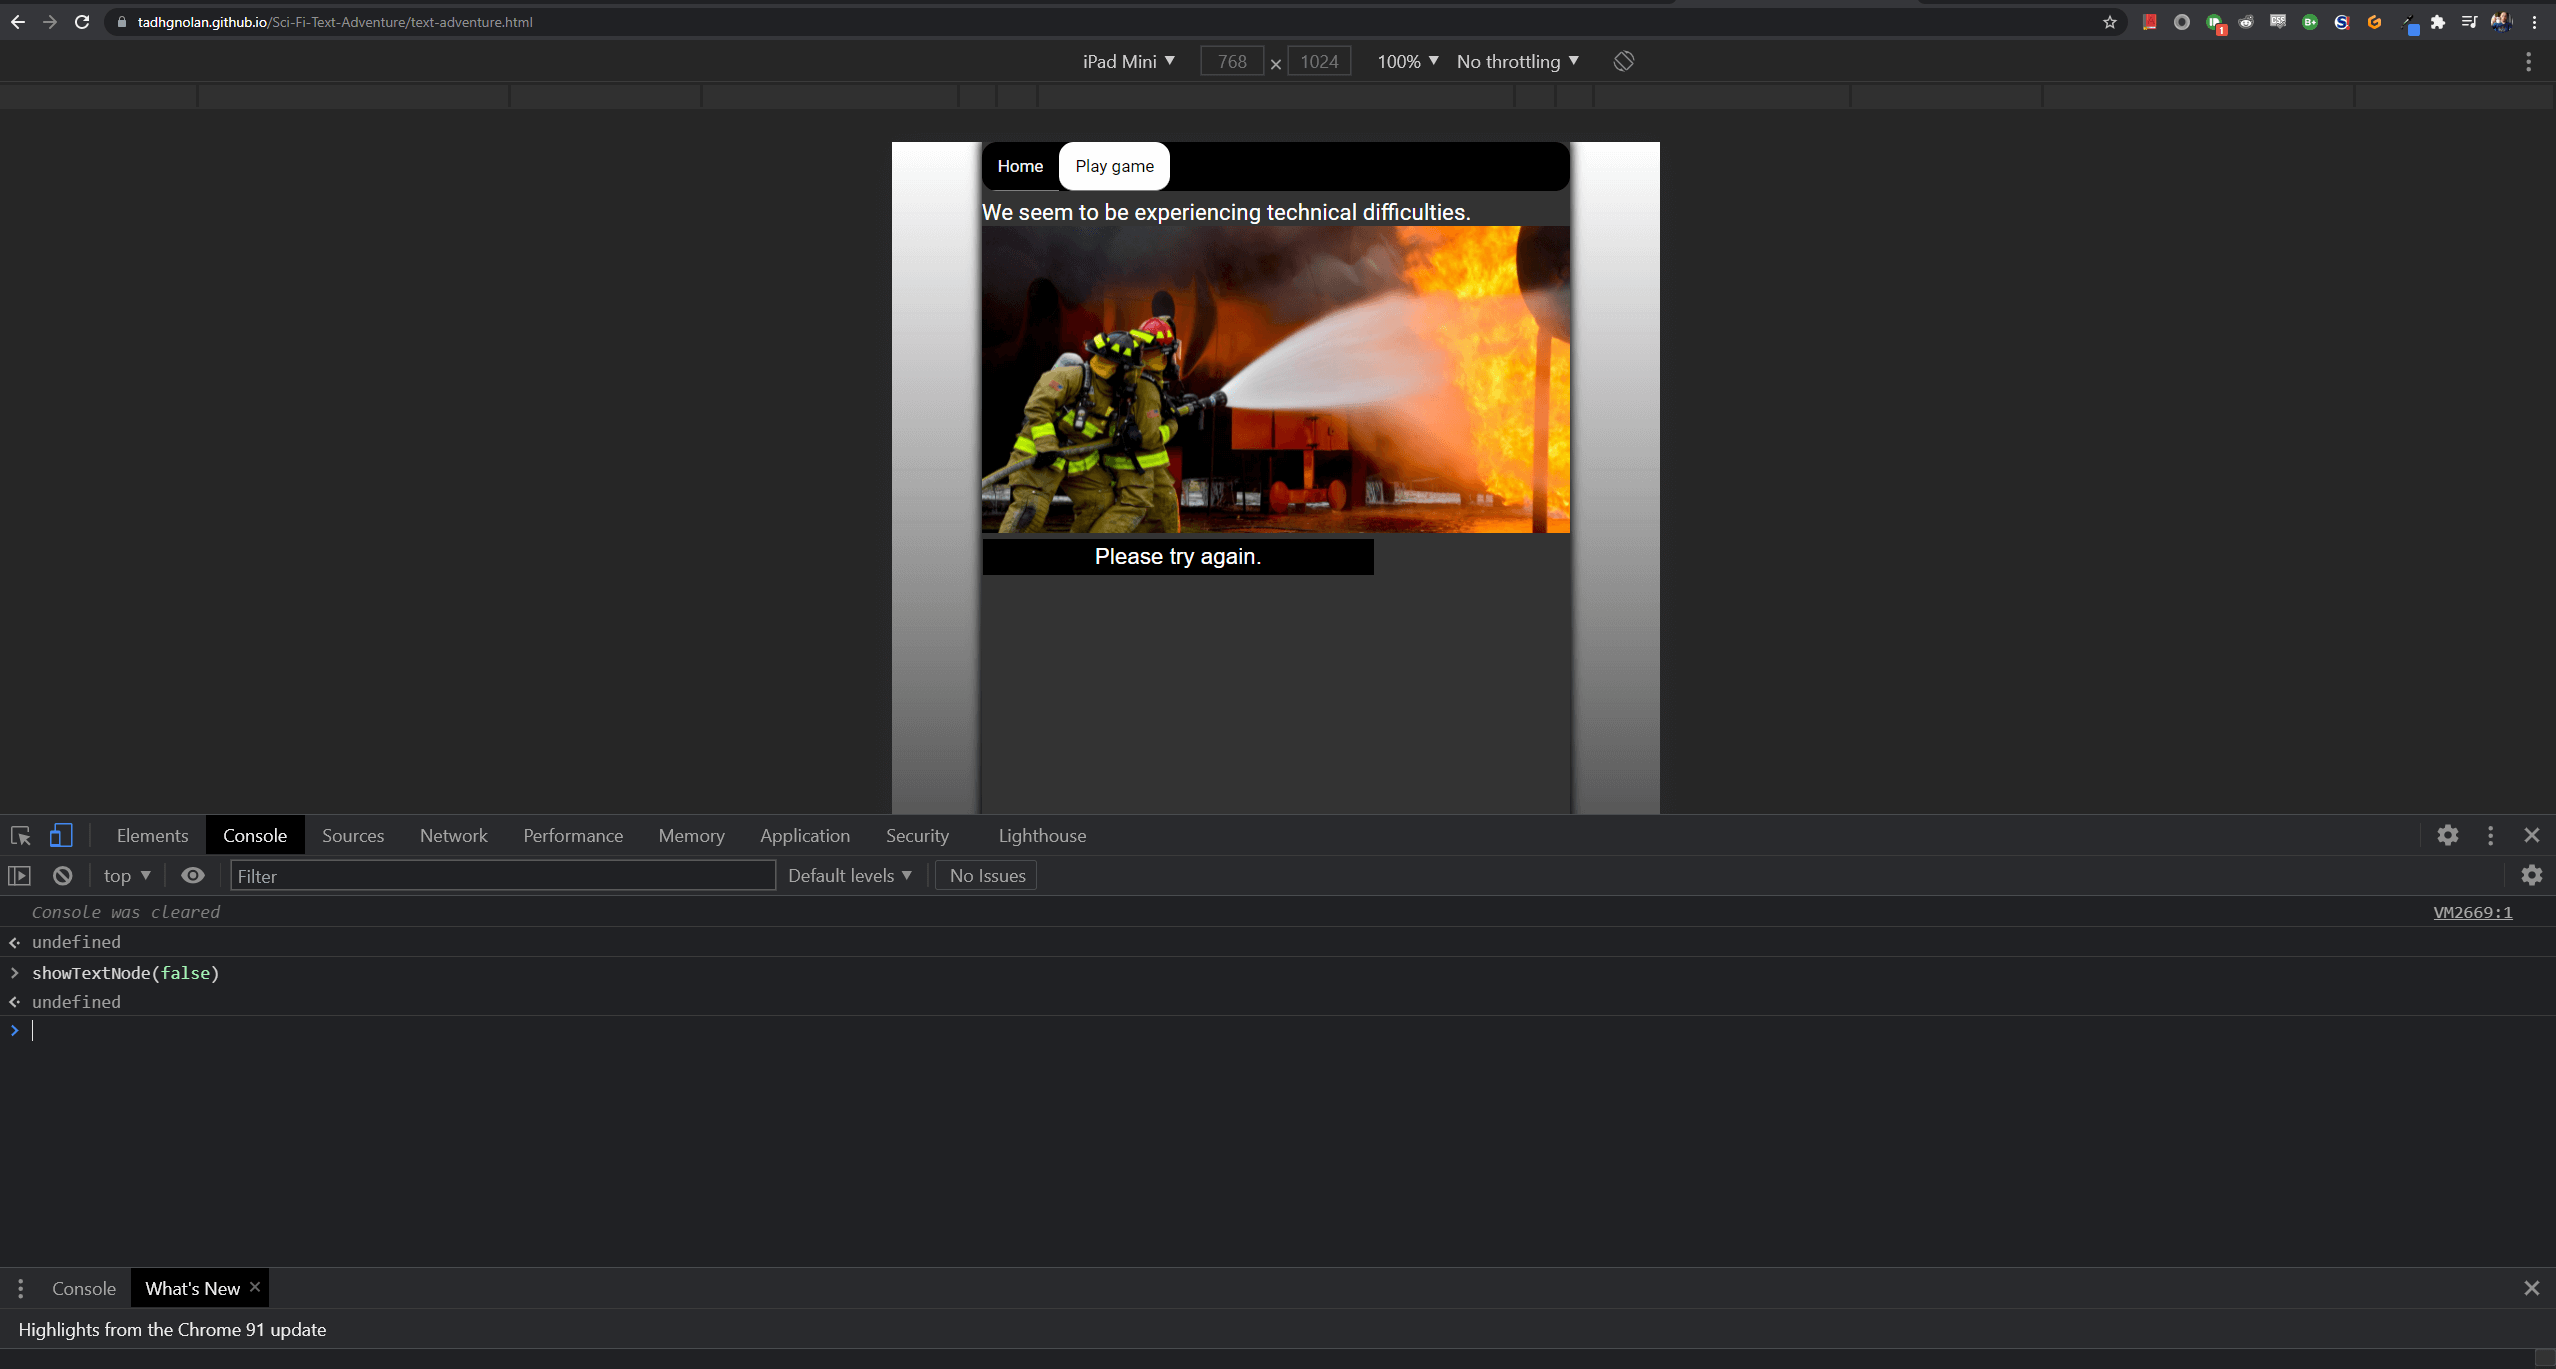 tadhgnolan.github.io/Sci-Fi-Text-Adventure/text-adventure.html
1
iPad Mini ▼ 768 × 1024 100% ▼ No throttling ▼
Home Play game
We seem to be experiencing technical difficulties.
Please try again.
Elements Console Sources Network Performance Memory Application Security Lighthouse
top ▼ Filter Default levels ▼ No Issues
Console was cleared VM2669:1
undefined
showTextNode(false)
undefined
Console What's New
Highlights from the Chrome 91 update